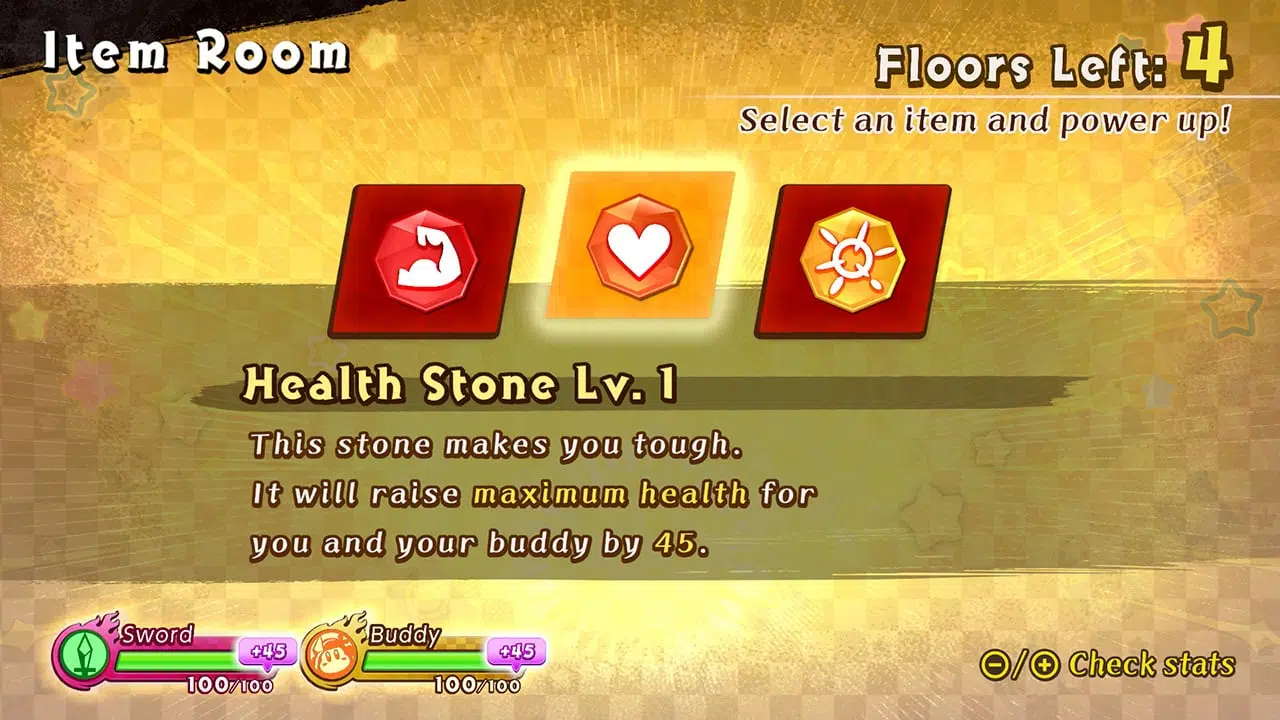 Item Room
Floors Left: 4
Select an item and power up!
Health Stone Lv. 1
This stone makes you tough.
It will raise maximum health for
you and your buddy by 45.
Sword
+45
100/100
Buddy
+45
100/100
⊖/⊕ Check stats